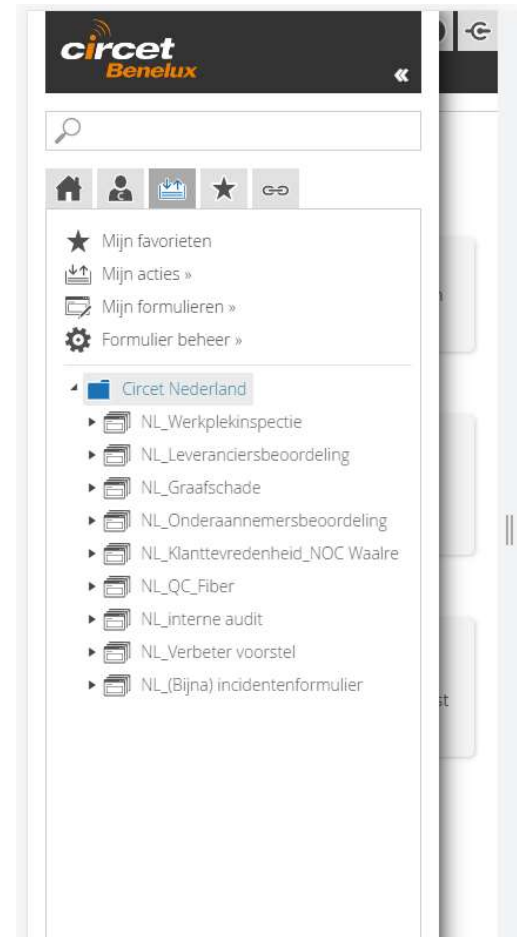 circet
Benelux
«
Mijn favorieten
Mijn acties »
Mijn formulieren »
Formulier beheer »
Circet Nederland
NL_Werkplekinspectie
NL_Leveranciersbeoordeling
NL_Graafschade
NL_Onderaannemersbeoordeling
NL_Klanttevredenheid_NOC Waalre
NL_QC_Fiber
NL_interne audit
NL_Verbeter voorstel
NL_(Bijna) incidentenformulier
st